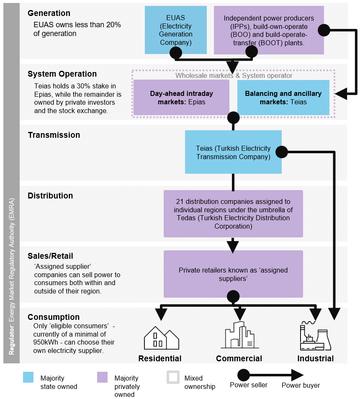 Generation
EUAS owns less than 20%
of generation
EUAS
(Electricity
Generation
Company)
Independent power producers
(IPPs), build-own-operate
(BOO) and build-operate-
transfer (BOOT) plants.
System Operation
Teias holds a 30% stake in
Epias, while the remainder is
owned by private investors
and the stock exchange.
Wholesale markets & System operator
Day-ahead intraday
markets: Epias
Balancing and ancillary
markets: Teias
Transmission
Teias (Turkish Electricity
Transmission Company)
Distribution
21 distribution companies assigned to
individual regions under the umbrella of
Tedas (Turkish Electricity Distribution
Corporation)
Sales/Retail
'Assigned supplier'
companies can sell power to
consumers both within and
outside of their region.
Private retailers known as 'assigned
suppliers'
Consumption
Only 'eligible consumers' -
currently of a minimal of
950kWh - can choose their
own electricity supplier.
Residential
Commercial
Industrial
Regulator: Energy Market Regulatory Authority (EMRA)
Majority
state owned
Majority
privately
owned
Mixed
ownership
Power seller
Power buyer